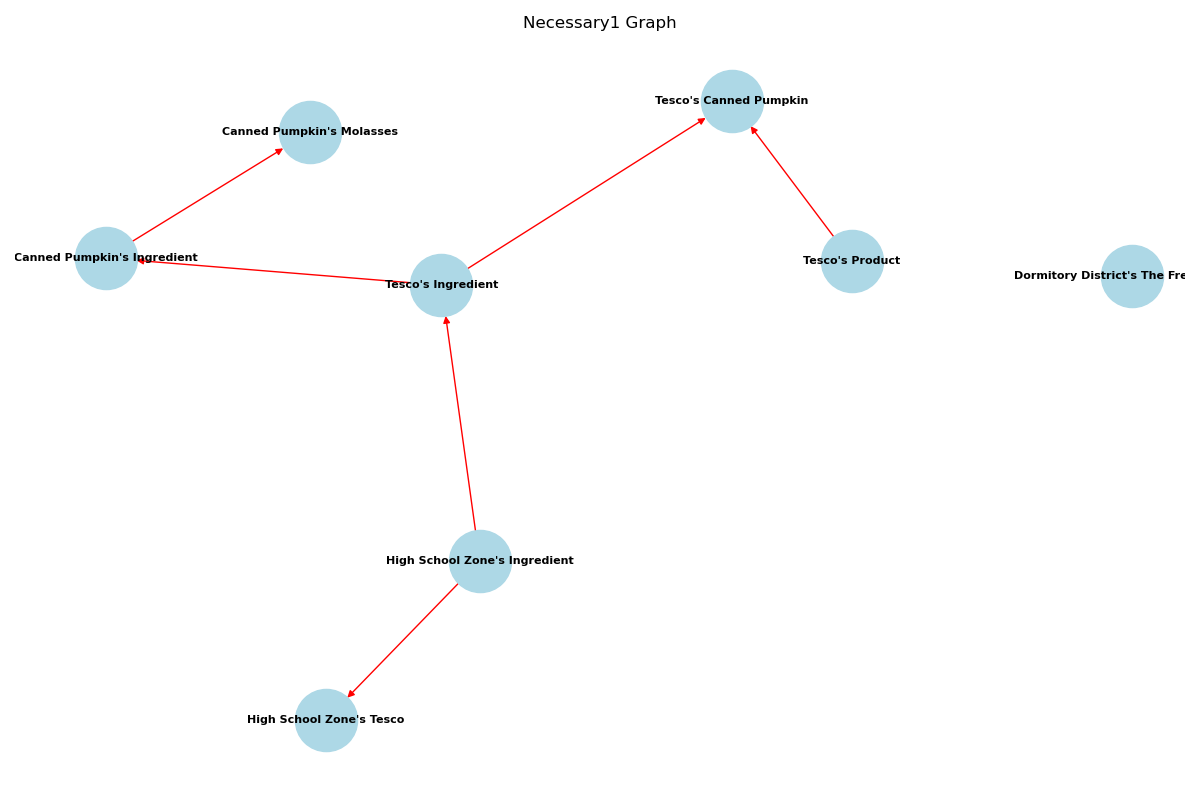 Necessary1 Graph
Tesco's Canned Pumpkin
Canned Pumpkin's Molasses
Canned Pumpkin's Ingredient
Tesco's Product
Dormitory District's The Fre
Tesco's Ingredient
High School Zone's Ingredient
High School Zone's Tesco